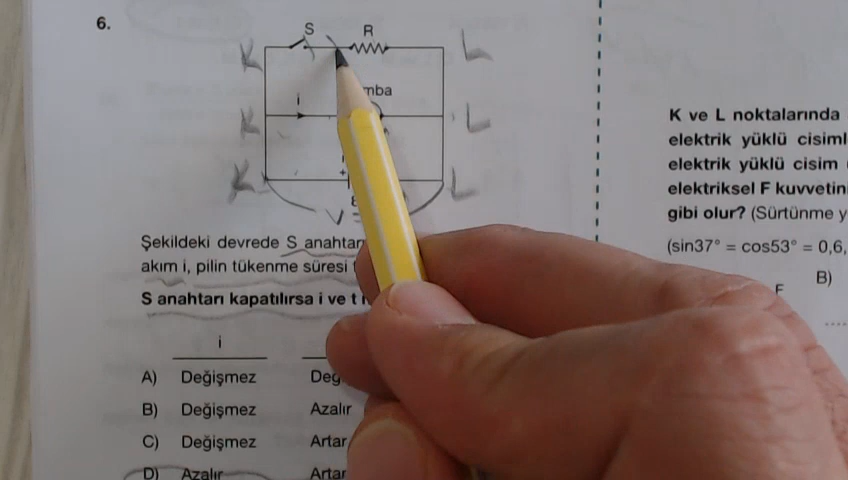 6.
S
R
K
L
i
mba
K
L
+
K
L
V
Şekildeki devrede S anahtar
akım i, pilin tükenme süresi
S anahtarı kapatılırsa i ve t
i
A) Değişmez Değ
B) Değişmez Azalır
C) Değişmez Artar
D) Azalır Artar
K ve L noktalarında
elektrik yüklü cisiml
elektrik yüklü cisim
elektriksel F kuvvetin
gibi olur? (Sürtünme y
(sin37° = cos53° = 0,6,
F
B)